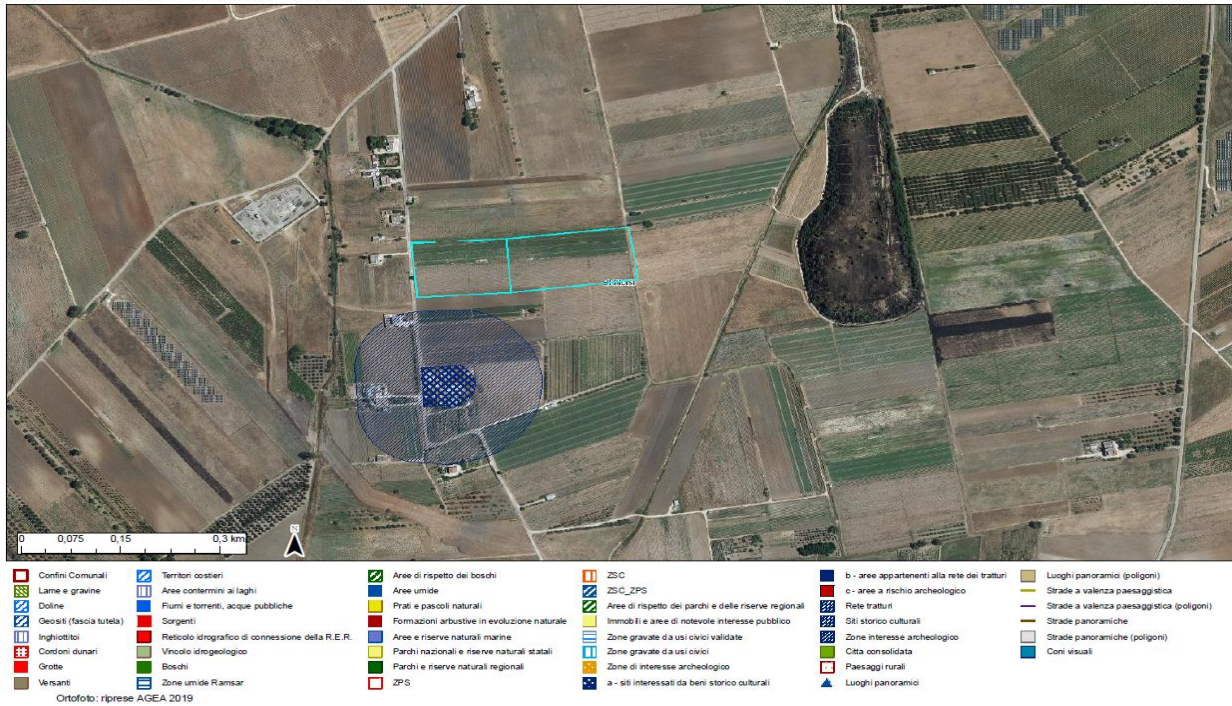 0 0,075 0,15 0,3 km
N
Confini Comunali
Lame e gravine
Doline
Geositi (fascia tutela)
Inghiottitoi
Cordoni dunari
Grotte
Versanti
Territori costieri
Aree contermini ai laghi
Fiumi e torrenti, acque pubbliche
Sorgenti
Reticolo idrografico di connessione della R.E.R.
Vincolo idrogeologico
Boschi
Zone umide Ramsar
Aree di rispetto dei boschi
Aree umide
Prati e pascoli naturali
Formazioni arbustive in evoluzione naturale
Aree e riserve naturali marine
Parchi nazionali e riserve naturali statali
Parchi e riserve naturali regionali
ZPS
ZSC
ZSC_ZPS
Aree di rispetto dei parchi e delle riserve regionali
Immobili e aree di notevole interesse pubblico
Zone gravate da usi civici validate
Zone gravate da usi civici
Zone di interesse archeologico
a - siti interessati da beni storico culturali
b - aree appartenenti alla rete dei tratturi
c - aree a rischio archeologico
Rete tratturi
Siti storico culturali
Zone interesse archeologico
Citta consolidata
Paesaggi rurali
Luoghi panoramici
Luoghi panoramici (poligoni)
Strade a valenza paesaggistica
Strade a valenza paesaggistica (poligoni)
Strade panoramiche
Strade panoramiche (poligoni)
Coni visuali
Ortofoto: riprese AGEA 2019